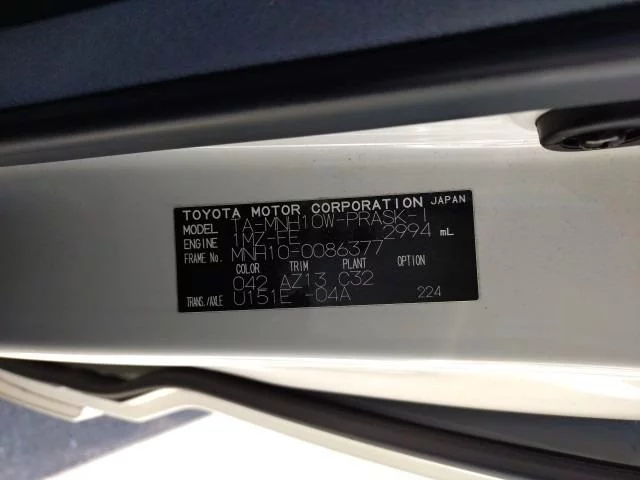 TOYOTA MOTOR CORPORATION JAPAN
MODEL TA-MNH10W-PRASK-I
ENGINE 1MZ-FE 2994 mL
FRAME No. MNH10-0086377
COLOR TRIM PLANT OPTION
042 AZ13 C32
TRANS./AXLE U151E -04A 224